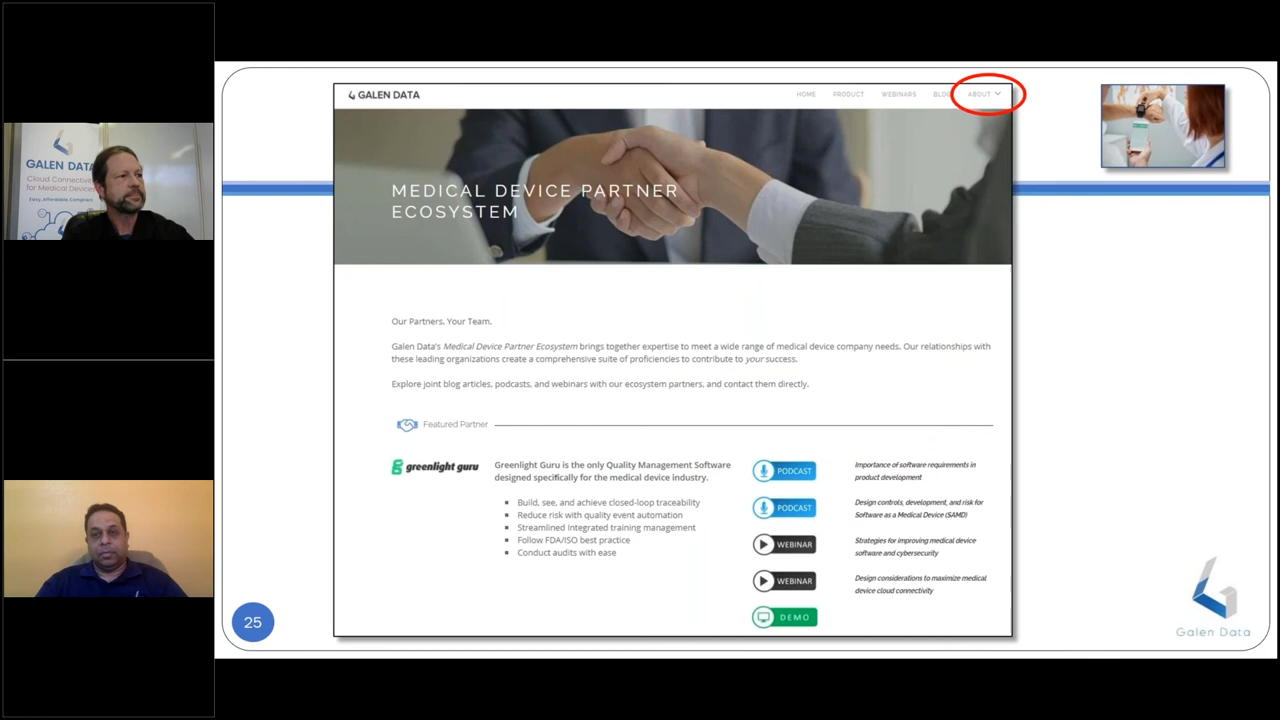 GALEN DATA
Cloud Connectiv
for Medical Devices
Easy, Affordable, Complian
GALEN DATA
HOME PRODUCT WEBINARS BLOG ABOUT
MEDICAL DEVICE PARTNER
ECOSYSTEM
Our Partners. Your Team.
Galen Data's Medical Device Partner Ecosystem brings together expertise to meet a wide range of medical device company needs. Our relationships with
these leading organizations create a comprehensive suite of proficiencies to contribute to your success.
Explore joint blog articles, podcasts, and webinars with our ecosystem partners, and contact them directly.
Featured Partner
greenlight guru
Greenlight Guru is the only Quality Management Software
designed specifically for the medical device industry.
Build, see, and achieve closed-loop traceability
Reduce risk with quality event automation
Streamlined integrated training management
Follow FDA/ISO best practice
Conduct audits with ease
PODCAST
Importance of software requirements in
product development
PODCAST
Design controls, development, and risk for
Software as a Medical Device (SAMD)
WEBINAR
Strategies for improving medical device
software and cybersecurity
WEBINAR
Design considerations to maximize medical
device cloud connectivity
DEMO
25
Galen Data